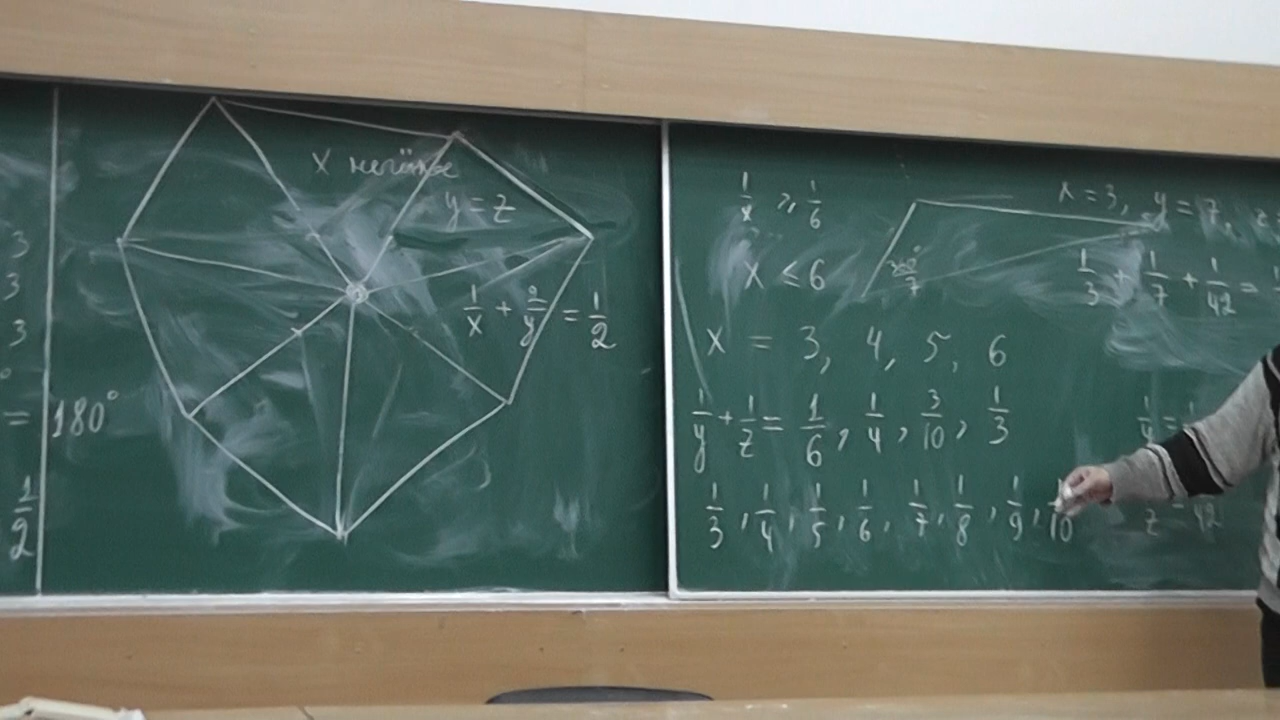 3
3
3
= 180°
1/2
x
y = z
1/x + 2/y = 1/2
1/x ≥ 1/6
x ≤ 6
x = 3, 4, 5, 6
1/y + 1/z = 1/6, 1/4, 3/10, 1/3
1/3, 1/4, 1/5, 1/6, 1/7, 1/8, 1/9, 1/10
x = 3, y = 7, z
1/3 + 1/7 + 1/42 =
z = 42